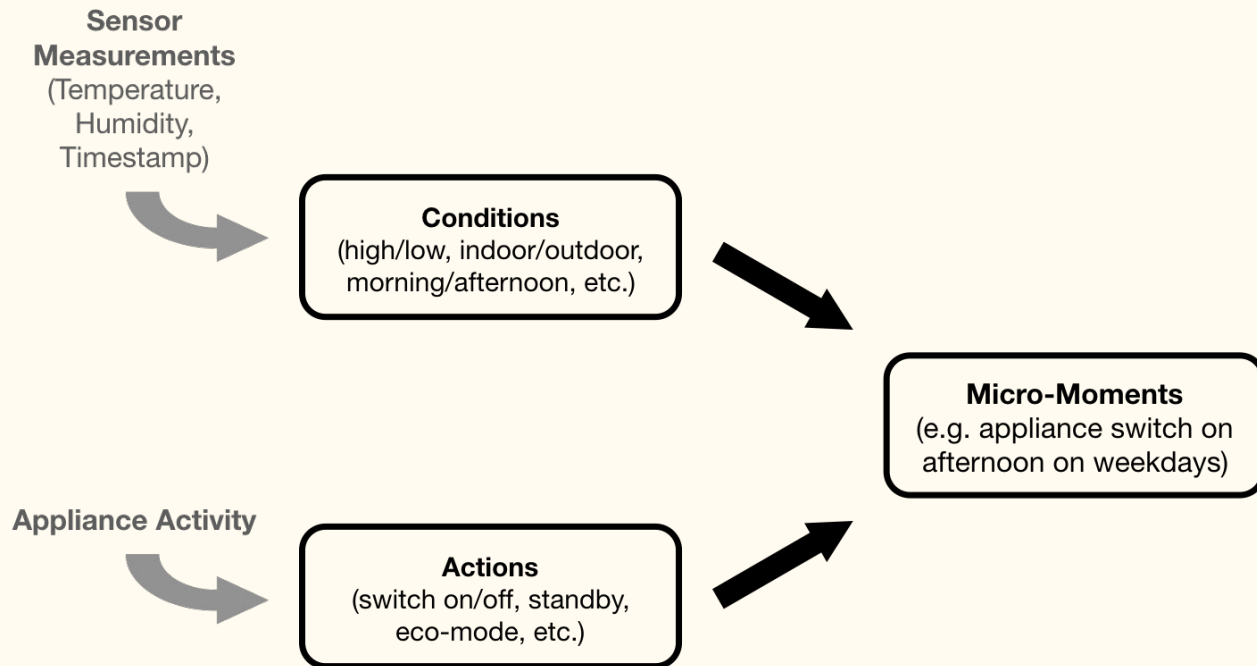 Sensor
Measurements
(Temperature,
Humidity,
Timestamp)
Conditions
(high/low, indoor/outdoor,
morning/afternoon, etc.)
Micro-Moments
(e.g. appliance switch on
afternoon on weekdays)
Appliance Activity
Actions
(switch on/off, standby,
eco-mode, etc.)